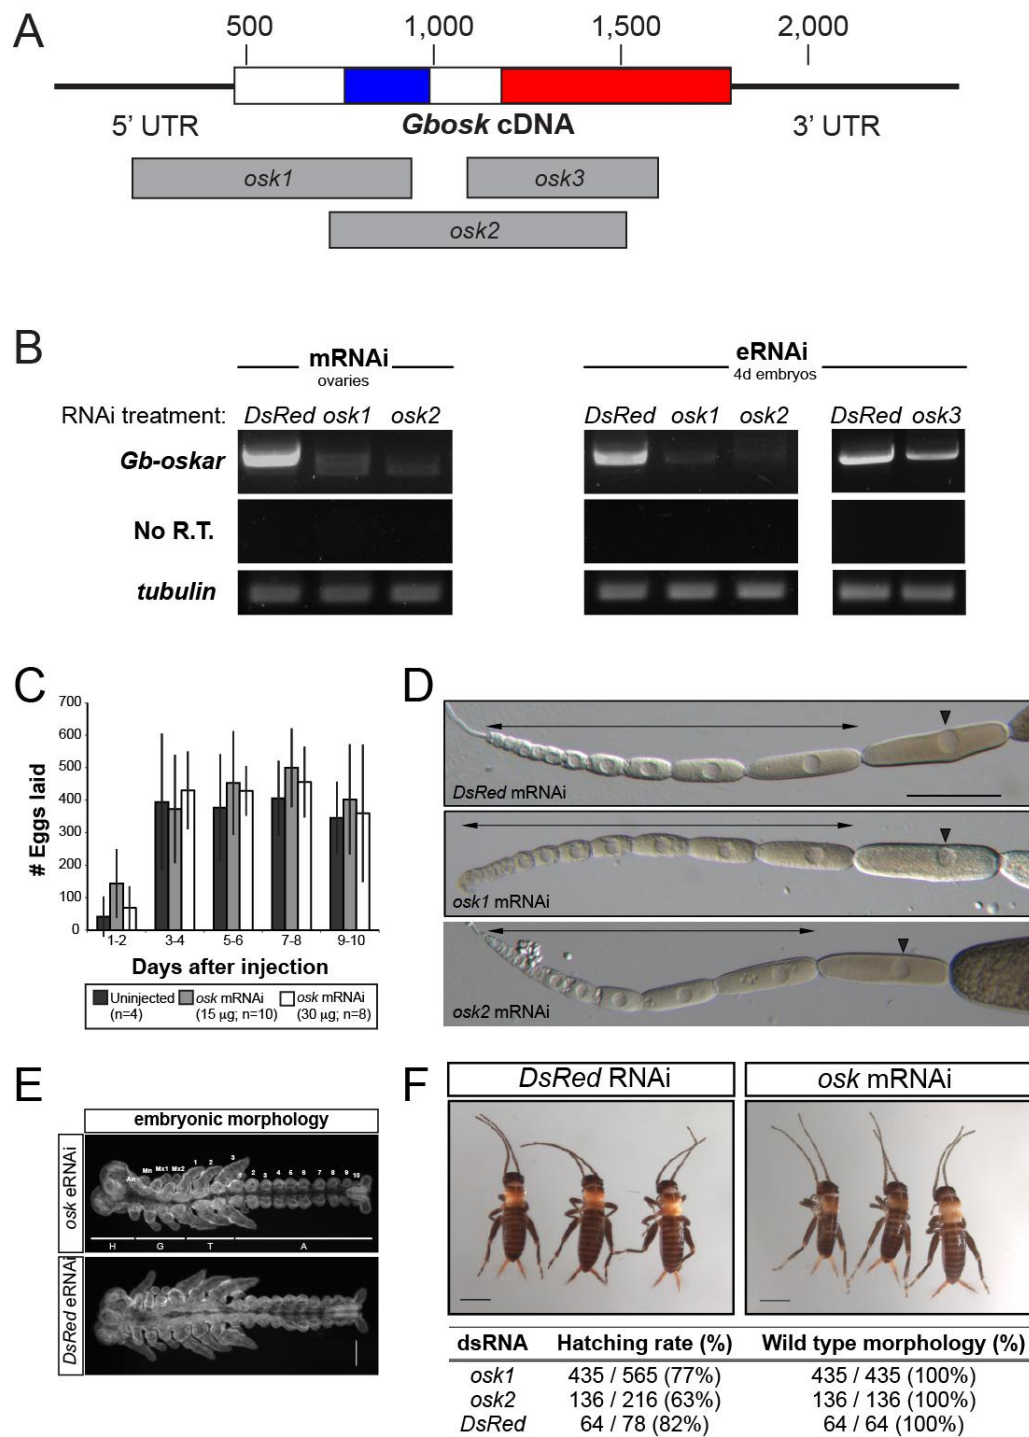 A
500 1,000 1,500 2,000
5' UTR Gbosk cDNA 3' UTR
osk1 osk3
osk2
B
mRNAi
ovaries
eRNAi
4d embryos
RNAi treatment: DsRed osk1 osk2 DsRed osk1 osk2 DsRed osk3
Gb-oskar
No R.T.
tubulin
C
# Eggs laid
700
600
500
400
300
200
100
0
1-2 3-4 5-6 7-8 9-10
Days after injection
Uninjected (n=4)
osk mRNAi (15 µg; n=10)
osk mRNAi (30 µg; n=8)
D
DsRed mRNAi
osk1 mRNAi
osk2 mRNAi
E
embryonic morphology
osk eRNAi
An Mn Mx1 Mx2 1 2 3 2 3 4 5 6 7 8 9 10
H G T A
DsRed eRNAi
F
DsRed RNAi osk mRNAi
dsRNA Hatching rate (%) Wild type morphology (%)
osk1 435 / 565 (77%) 435 / 435 (100%)
osk2 136 / 216 (63%) 136 / 136 (100%)
DsRed 64 / 78 (82%) 64 / 64 (100%)